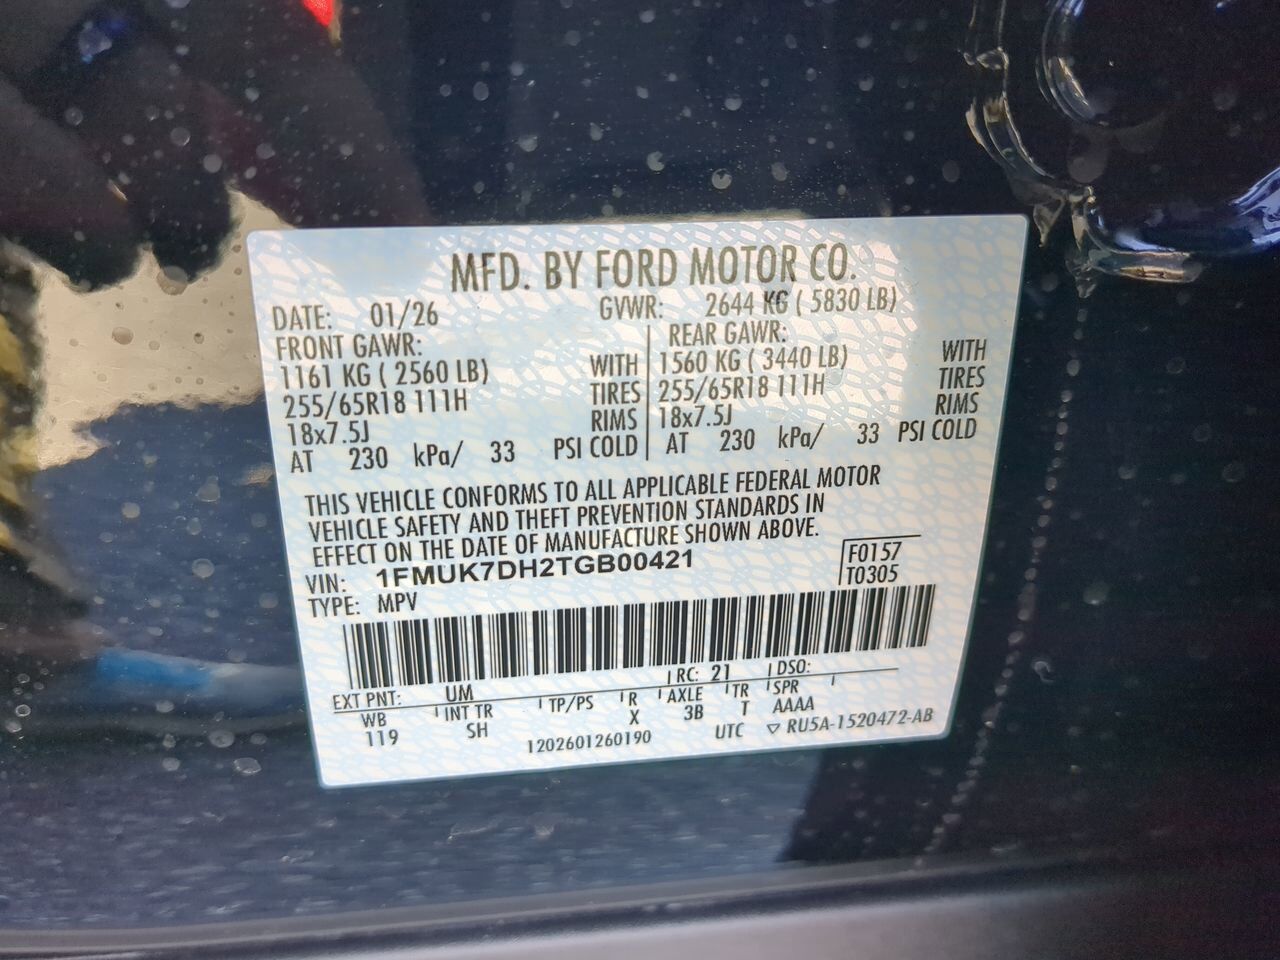 MFD. BY FORD MOTOR CO.
DATE: 01/26 GVWR: 2644 KG ( 5830 LB)
FRONT GAWR: REAR GAWR:
1161 KG ( 2560 LB) WITH 1560 KG ( 3440 LB) WITH
255/65R18 111H TIRES 255/65R18 111H TIRES
18x7.5J RIMS 18x7.5J RIMS
AT 230 kPa/ 33 PSI COLD AT 230 kPa/ 33 PSI COLD
THIS VEHICLE CONFORMS TO ALL APPLICABLE FEDERAL MOTOR
VEHICLE SAFETY AND THEFT PREVENTION STANDARDS IN
EFFECT ON THE DATE OF MANUFACTURE SHOWN ABOVE.
VIN: 1FMUK7DH2TGB00421 F0157
TYPE: MPV T0305
EXT PNT: UM RC: 21 DSO:
WB INT TR TP/PS R AXLE TR SPR
119 SH X 3B T AAAA
1202601260190 UTC ▽ RU5A-1520472-AB